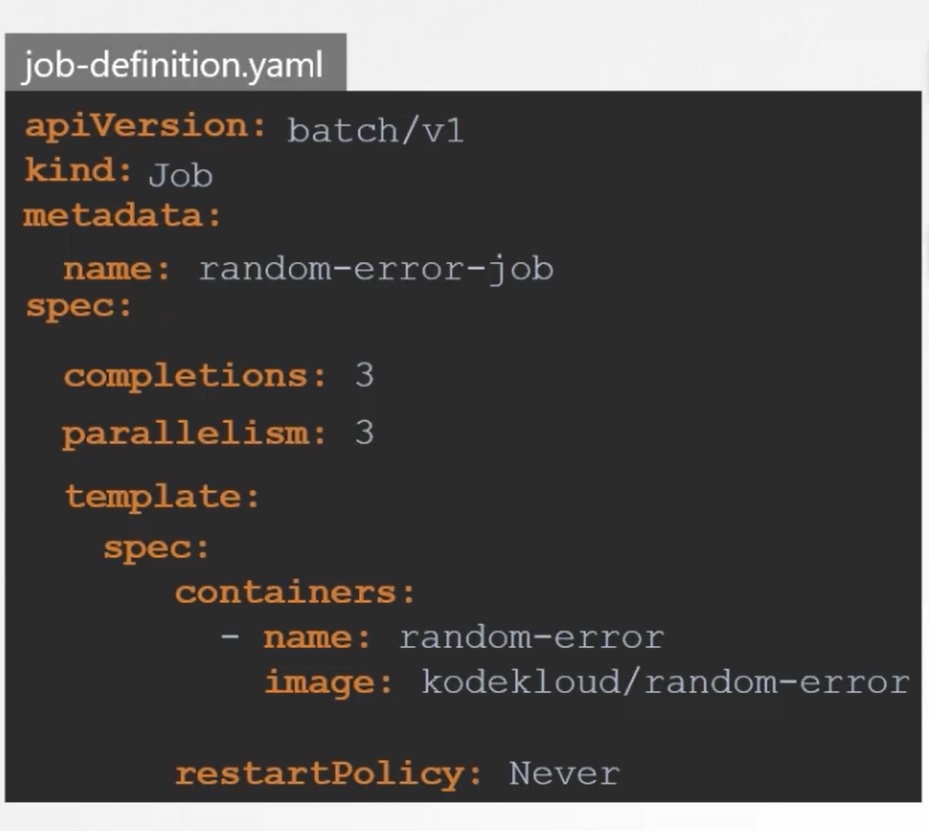 job-definition.yaml
apiVersion: batch/v1
kind: Job
metadata:
  name: random-error-job
spec:
  completions: 3
  parallelism: 3
  template:
    spec:
        containers:
          - name: random-error
            image: kodekloud/random-error
        restartPolicy: Never